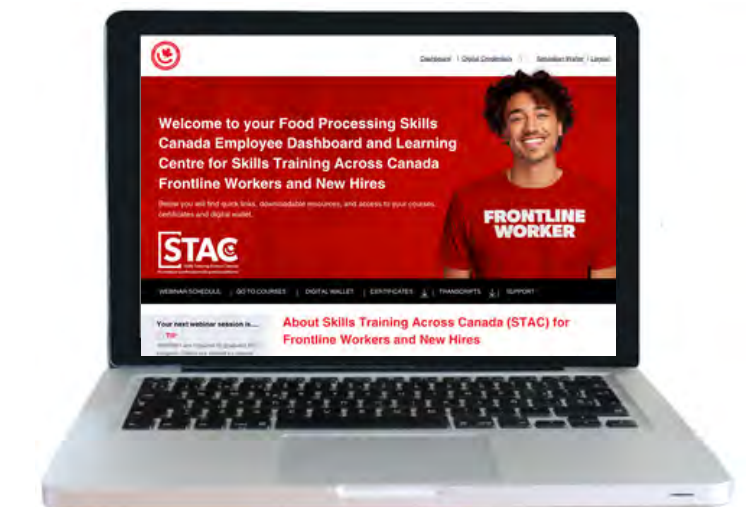 Dashboard | Digital Credentials | Sebastian Waller | Logout
Welcome to your Food Processing Skills
Canada Employee Dashboard and Learning
Centre for Skills Training Across Canada
Frontline Workers and New Hires
Below you will find quick links, downloadable resources, and access to your courses,
certificates and digital wallet.
FRONTLINE
WORKER
STAC
WEBINAR SCHEDULE | GO TO COURSES | DIGITAL WALLET | CERTIFICATES | TRANSCRIPTS | SUPPORT
Your next webinar session is....
About Skills Training Across Canada (STAC) for
Frontline Workers and New Hires